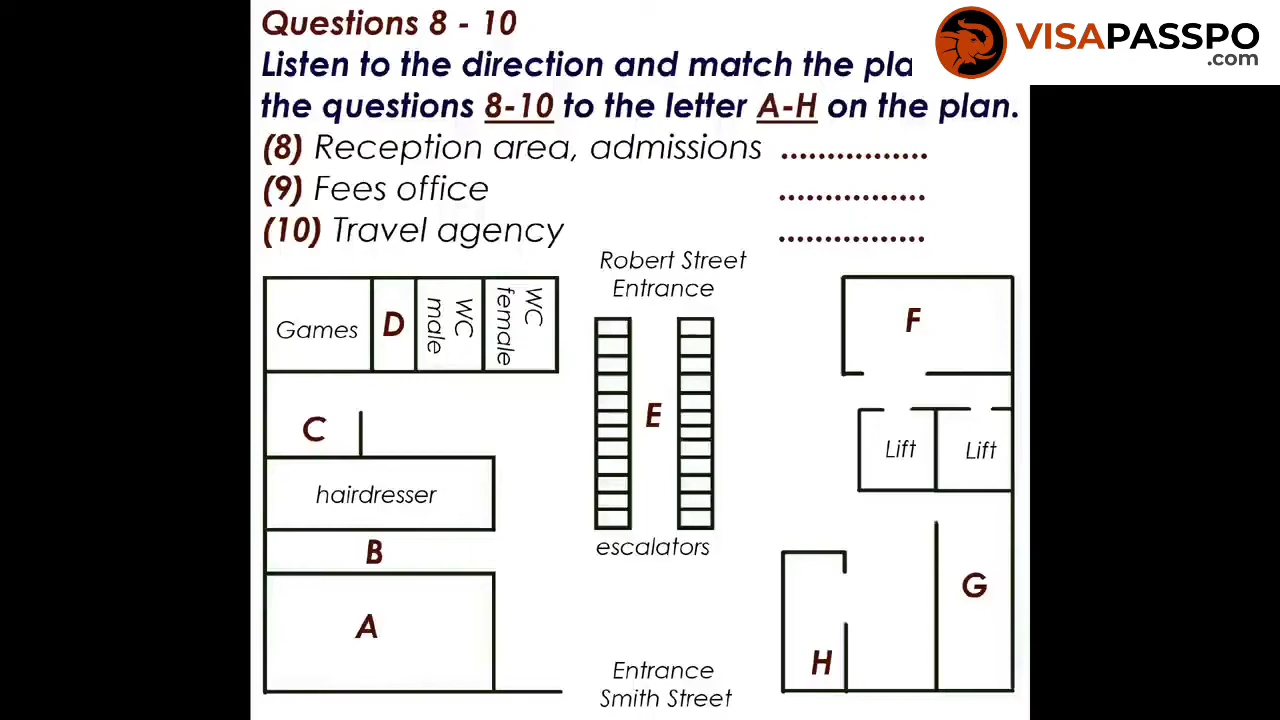 Questions 8 - 10
VISAPASSPO
.com
Listen to the direction and match the pla
the questions 8-10 to the letter A-H on the plan.
(8) Reception area, admissions ................
(9) Fees office ................
(10) Travel agency ................
Robert Street
Entrance
Games
D
WC
male
WC
female
F
C
E
Lift
Lift
hairdresser
B
escalators
A
G
H
Entrance
Smith Street